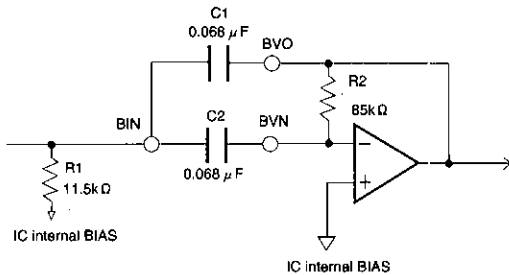 C1
0.068 μF
BVO
R2
85kΩ
C2
BIN
BVN
0.068 μF
R1
11.5kΩ
IC internal BIAS
IC internal BIAS